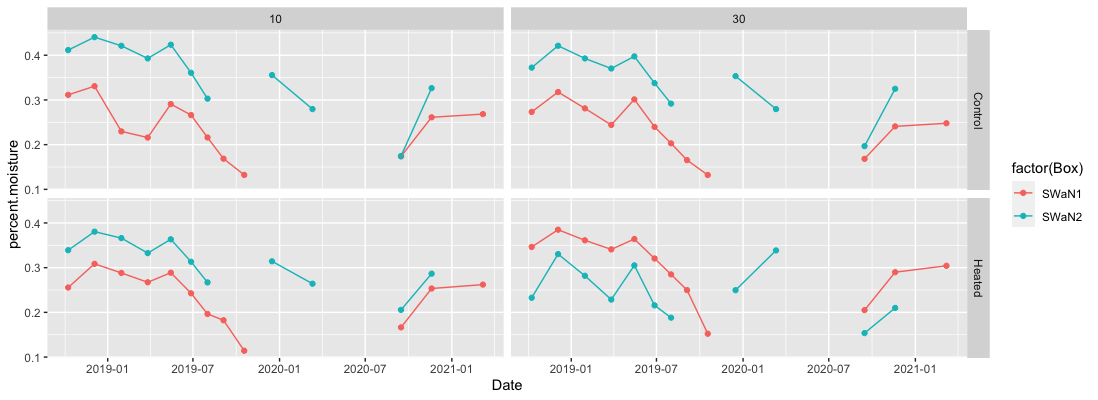 10
30
percent.moisture
0.4
0.3
0.2
0.1
Control
0.4
0.3
0.2
0.1
Heated
2019-01
2019-07
2020-01
2020-07
2021-01
2019-01
2019-07
2020-01
2020-07
2021-01
Date
factor(Box)
SWaN1
SWaN2